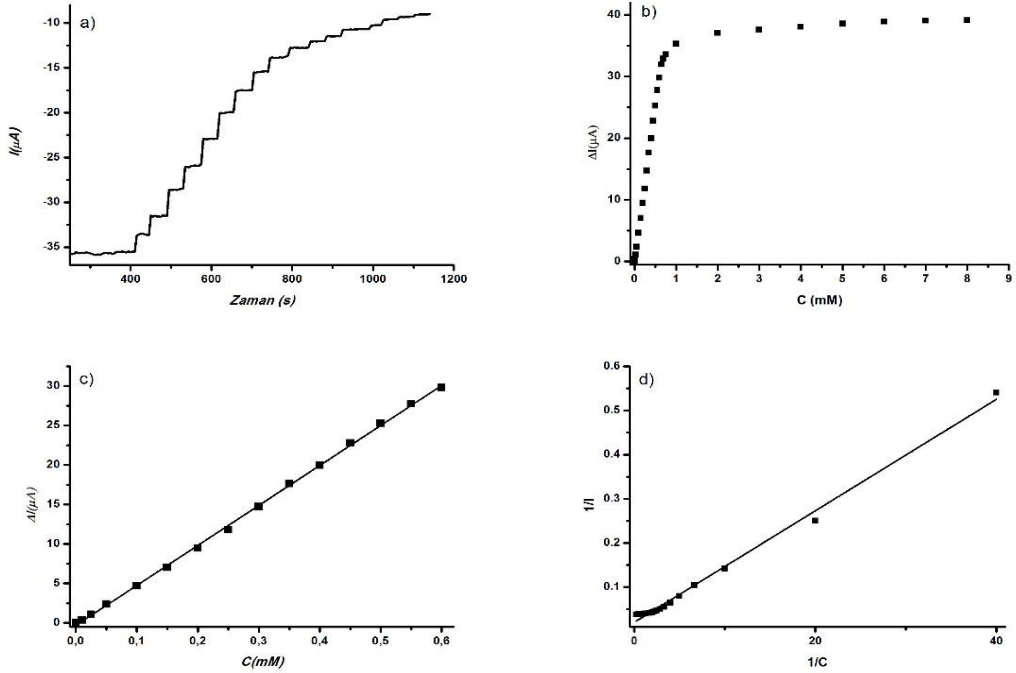 a)
I(μA)
-10
-15
-20
-25
-30
-35
400 600 800 1000 1200
Zaman (s)
b)
ΔI(μA)
40
30
20
10
0
0 1 2 3 4 5 6 7 8 9
C (mM)
c)
ΔI(μA)
30
25
20
15
10
5
0
0,0 0,1 0,2 0,3 0,4 0,5 0,6
C(mM)
d)
1/I
0.6
0.5
0.4
0.3
0.2
0.1
0 20 40
1/C